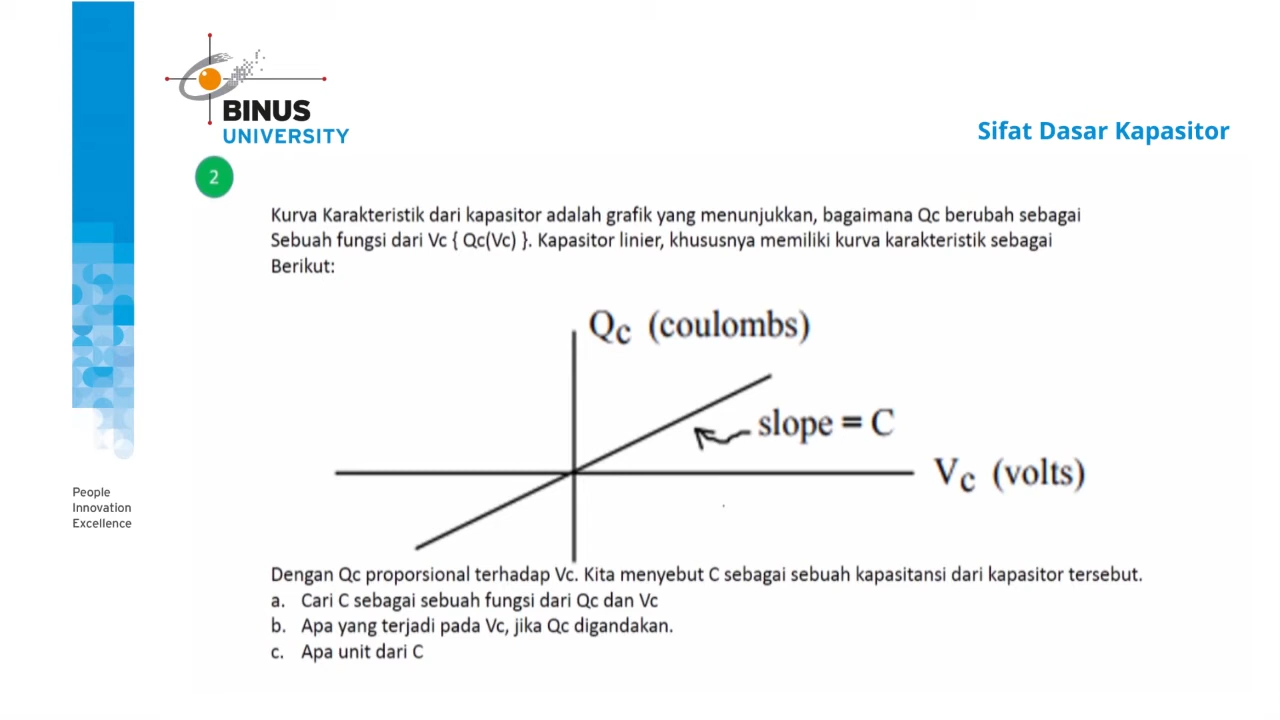 BINUS
UNIVERSITY
Sifat Dasar Kapasitor
2
Kurva Karakteristik dari kapasitor adalah grafik yang menunjukkan, bagaimana Qc berubah sebagai
Sebuah fungsi dari Vc { Qc(Vc) }. Kapasitor linier, khususnya memiliki kurva karakteristik sebagai
Berikut:
Qc (coulombs)
slope = C
Vc (volts)
People
Innovation
Excellence
Dengan Qc proporsional terhadap Vc. Kita menyebut C sebagai sebuah kapasitansi dari kapasitor tersebut.
a. Cari C sebagai sebuah fungsi dari Qc dan Vc
b. Apa yang terjadi pada Vc, jika Qc digandakan.
c. Apa unit dari C